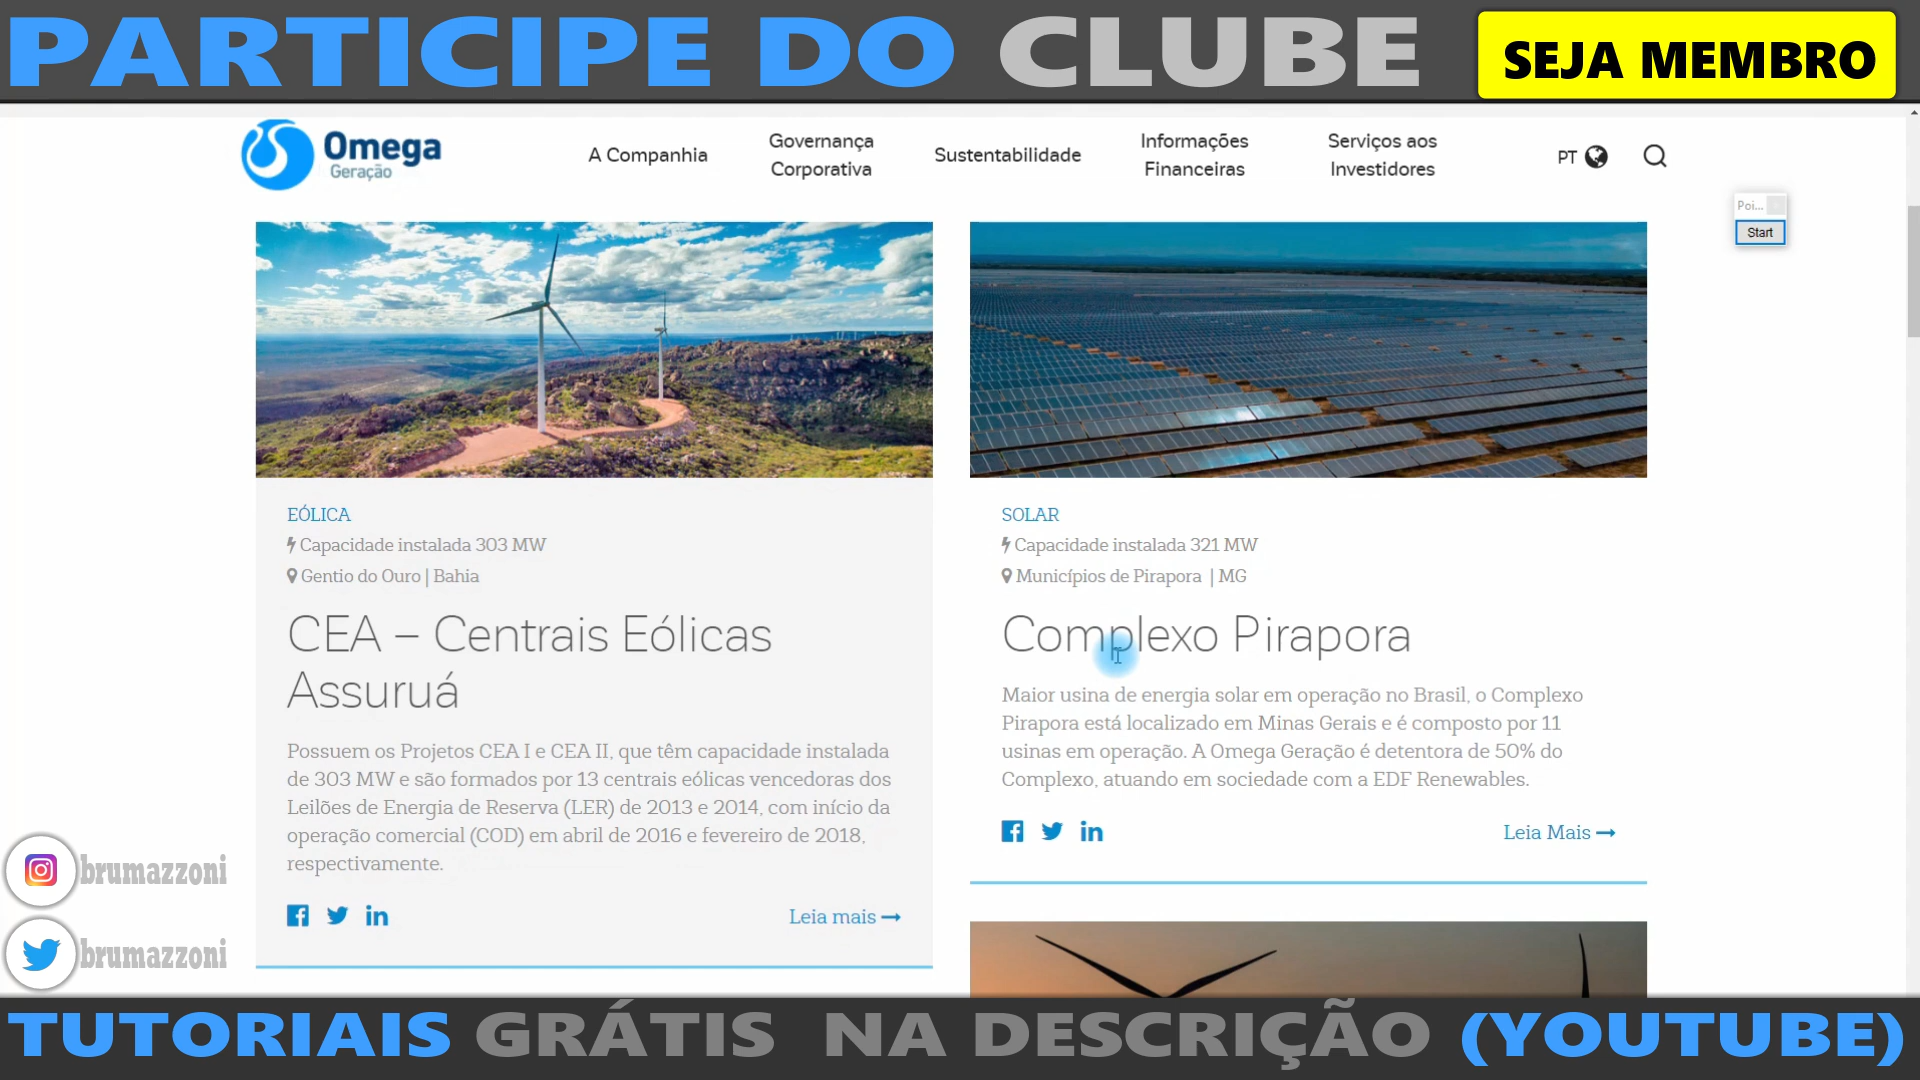 PARTICIPE DO CLUBE
SEJA MEMBRO
Omega
Geração
A Companhia
Governança
Corporativa
Sustentabilidade
Informações
Financeiras
Serviços aos
Investidores
PT
Poi...
Start
EÓLICA
Capacidade instalada 303 MW
Gentio do Ouro | Bahia
CEA – Centrais Eólicas
Assuruá
Possuem os Projetos CEA I e CEA II, que têm capacidade instalada
de 303 MW e são formados por 13 centrais eólicas vencedoras dos
Leilões de Energia de Reserva (LER) de 2013 e 2014, com início da
operação comercial (COD) em abril de 2016 e fevereiro de 2018,
respectivamente.
Leia mais
SOLAR
Capacidade instalada 321 MW
Municípios de Pirapora | MG
Complexo Pirapora
Maior usina de energia solar em operação no Brasil, o Complexo
Pirapora está localizado em Minas Gerais e é composto por 11
usinas em operação. A Omega Geração é detentora de 50% do
Complexo, atuando em sociedade com a EDF Renewables.
Leia Mais
brumazzoni
brumazzoni
TUTORIAIS GRÁTIS NA DESCRIÇÃO (YOUTUBE)